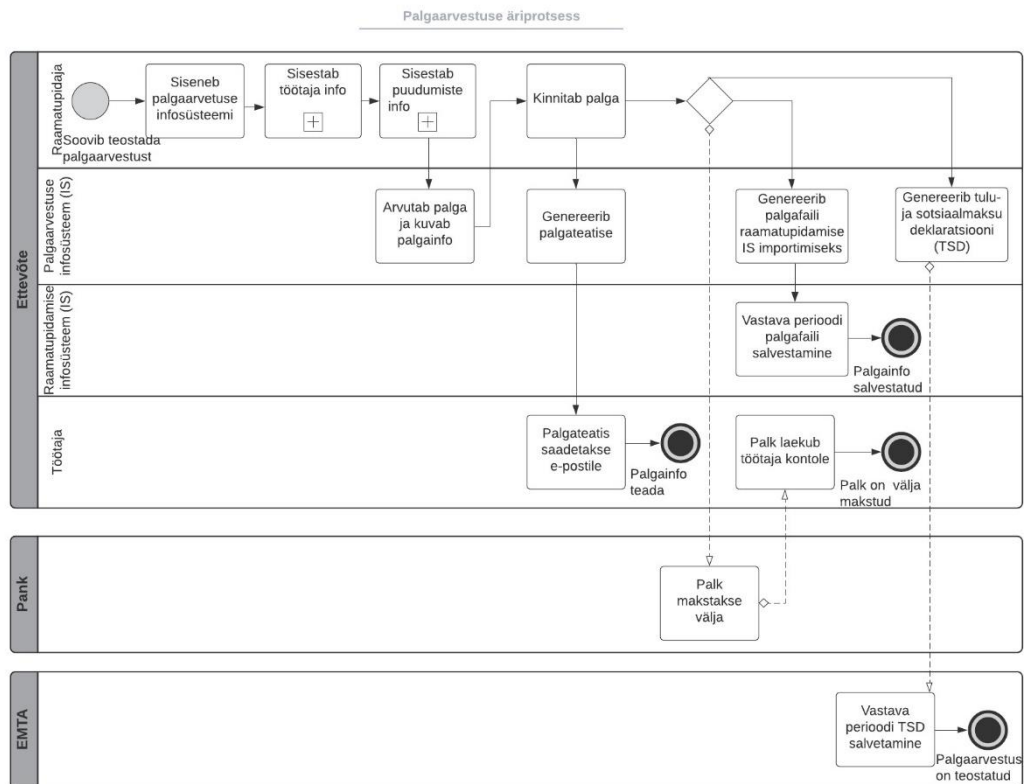 Palgaarvestuse äriprotsess
Ettevõte
Raamatupidaja
Soovib teostada
palgaarvestust
Siseneb
palgaarvetuse
infosüsteemi
Sisestab
töötaja info
Sisestab
puudumiste
info
Kinnitab palga
Palgaarvestuse
infosüsteem (IS)
Arvutab palga
ja kuvab
palgainfo
Genereerib
palgateatise
Genereerib
palgafaili
raamatupidamise
IS importimiseks
Genereerib tulu-
ja sotsiaalmaksu
deklaratsiooni
(TSD)
Raamatupidamise
infosüsteem (IS)
Vastava perioodi
palgafaili
salvestamine
Palgainfo
salvestatud
Töötaja
Palgateatis
saadetakse
e-postile
Palgainfo
teada
Palk laekub
töötaja kontole
Palk on välja
makstud
Pank
Palk
makstakse
välja
EMTA
Vastava
perioodi TSD
salvetamine
Palgaarvestus
on teostatud